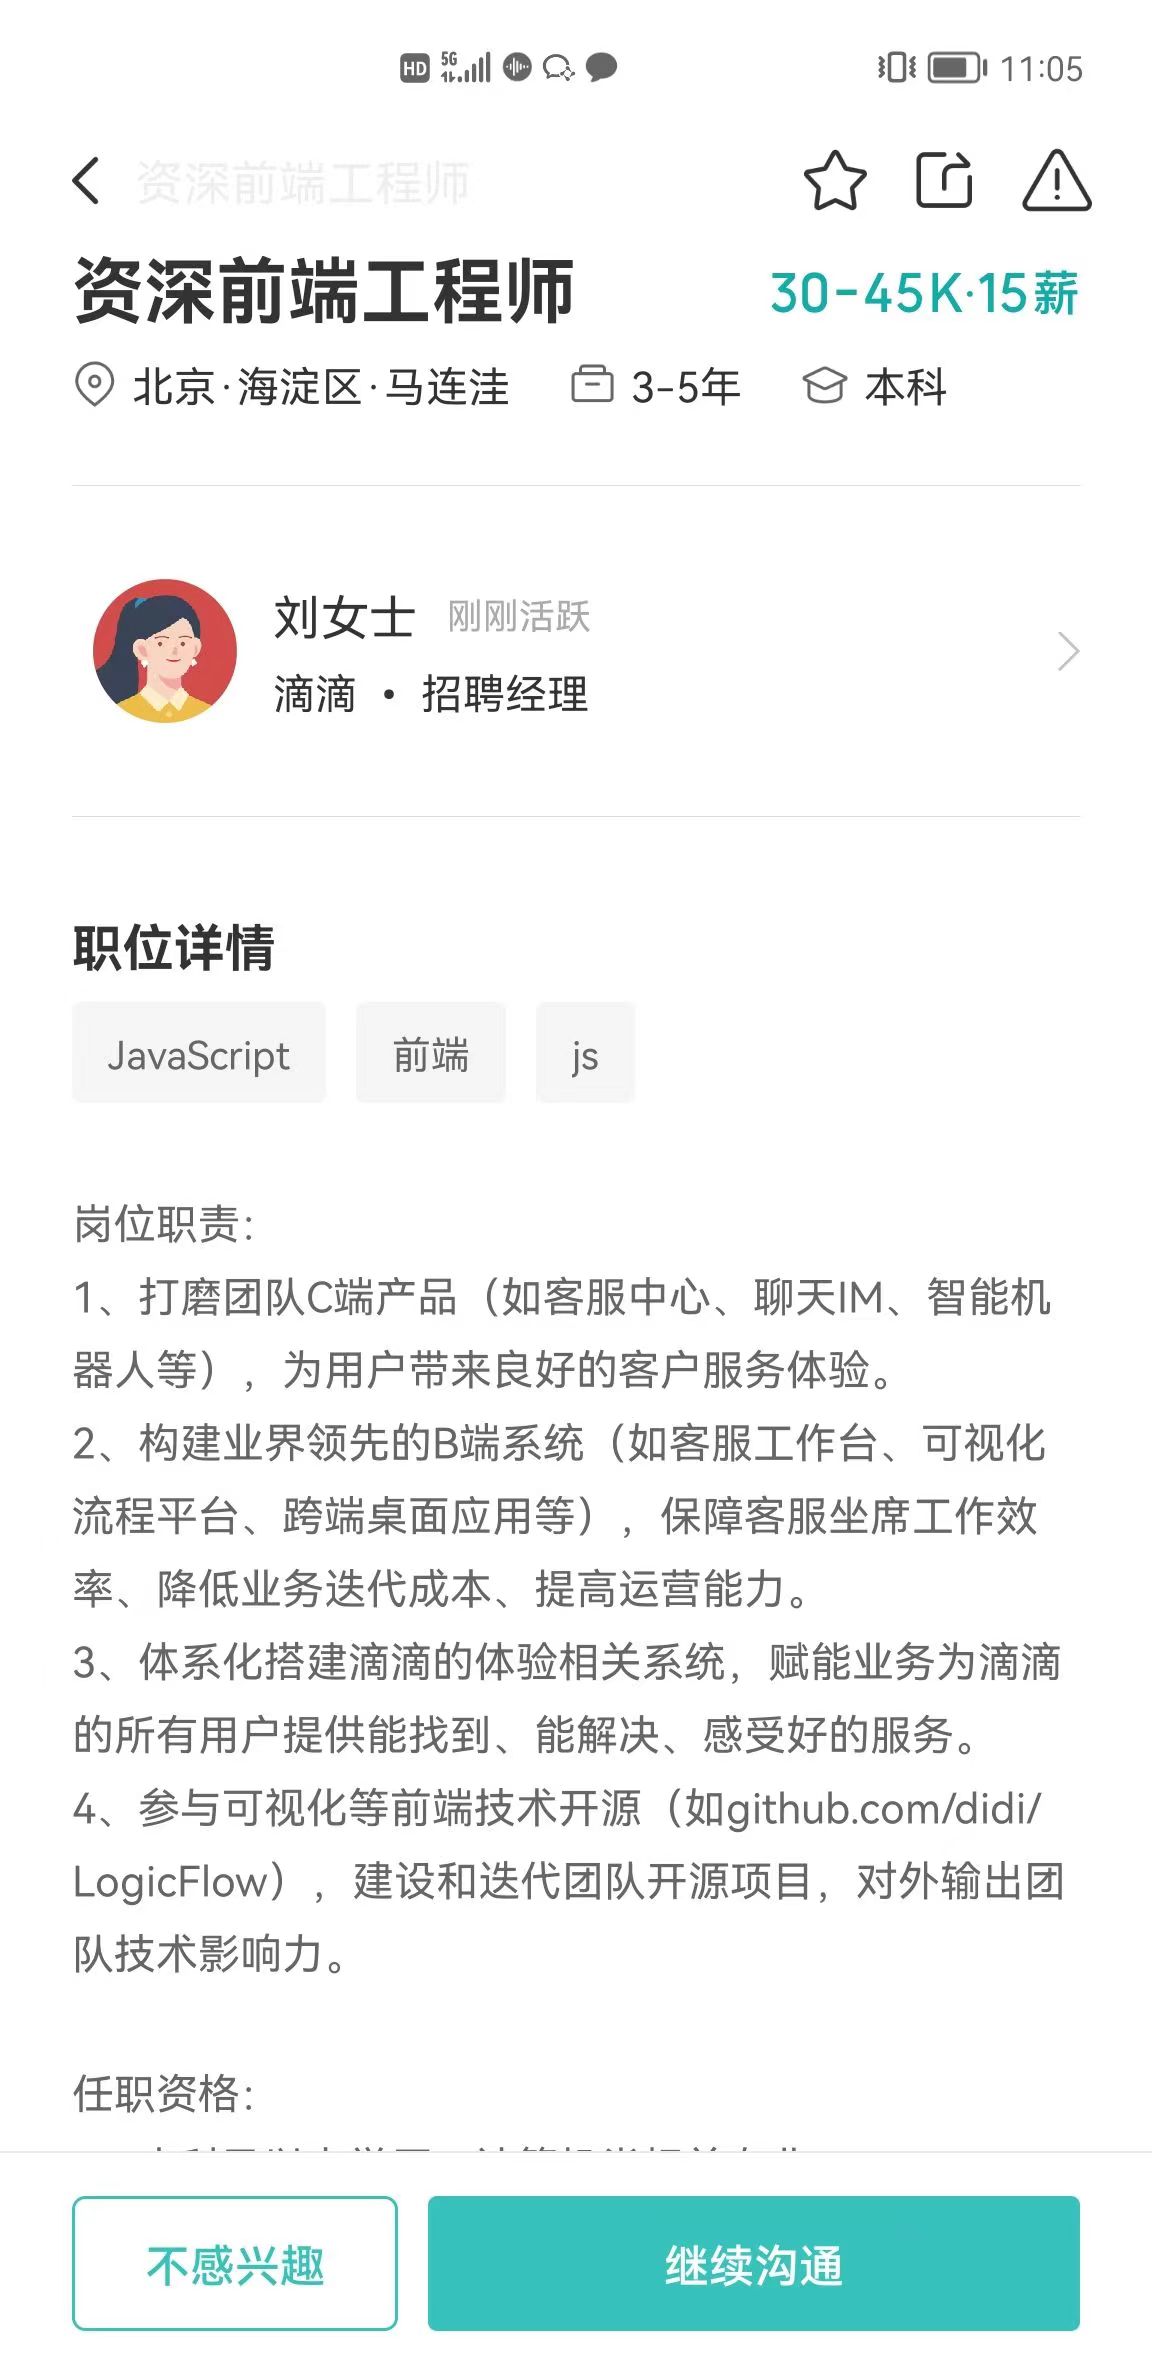 HD 5G 11:05
资深前端工程师
资深前端工程师 30-45K·15薪
北京·海淀区·马连洼 3-5年 本科
刘女士 刚刚活跃
滴滴 • 招聘经理
职位详情
JavaScript 前端 js
岗位职责：
1、打磨团队C端产品（如客服中心、聊天IM、智能机
器人等），为用户带来良好的客户服务体验。
2、构建业界领先的B端系统（如客服工作台、可视化
流程平台、跨端桌面应用等），保障客服坐席工作效
率、降低业务迭代成本、提高运营能力。
3、体系化搭建滴滴的体验相关系统，赋能业务为滴滴
的所有用户提供能找到、能解决、感受好的服务。
4、参与可视化等前端技术开源（如github.com/didi/
LogicFlow），建设和迭代团队开源项目，对外输出团
队技术影响力。
任职资格：
不感兴趣 继续沟通